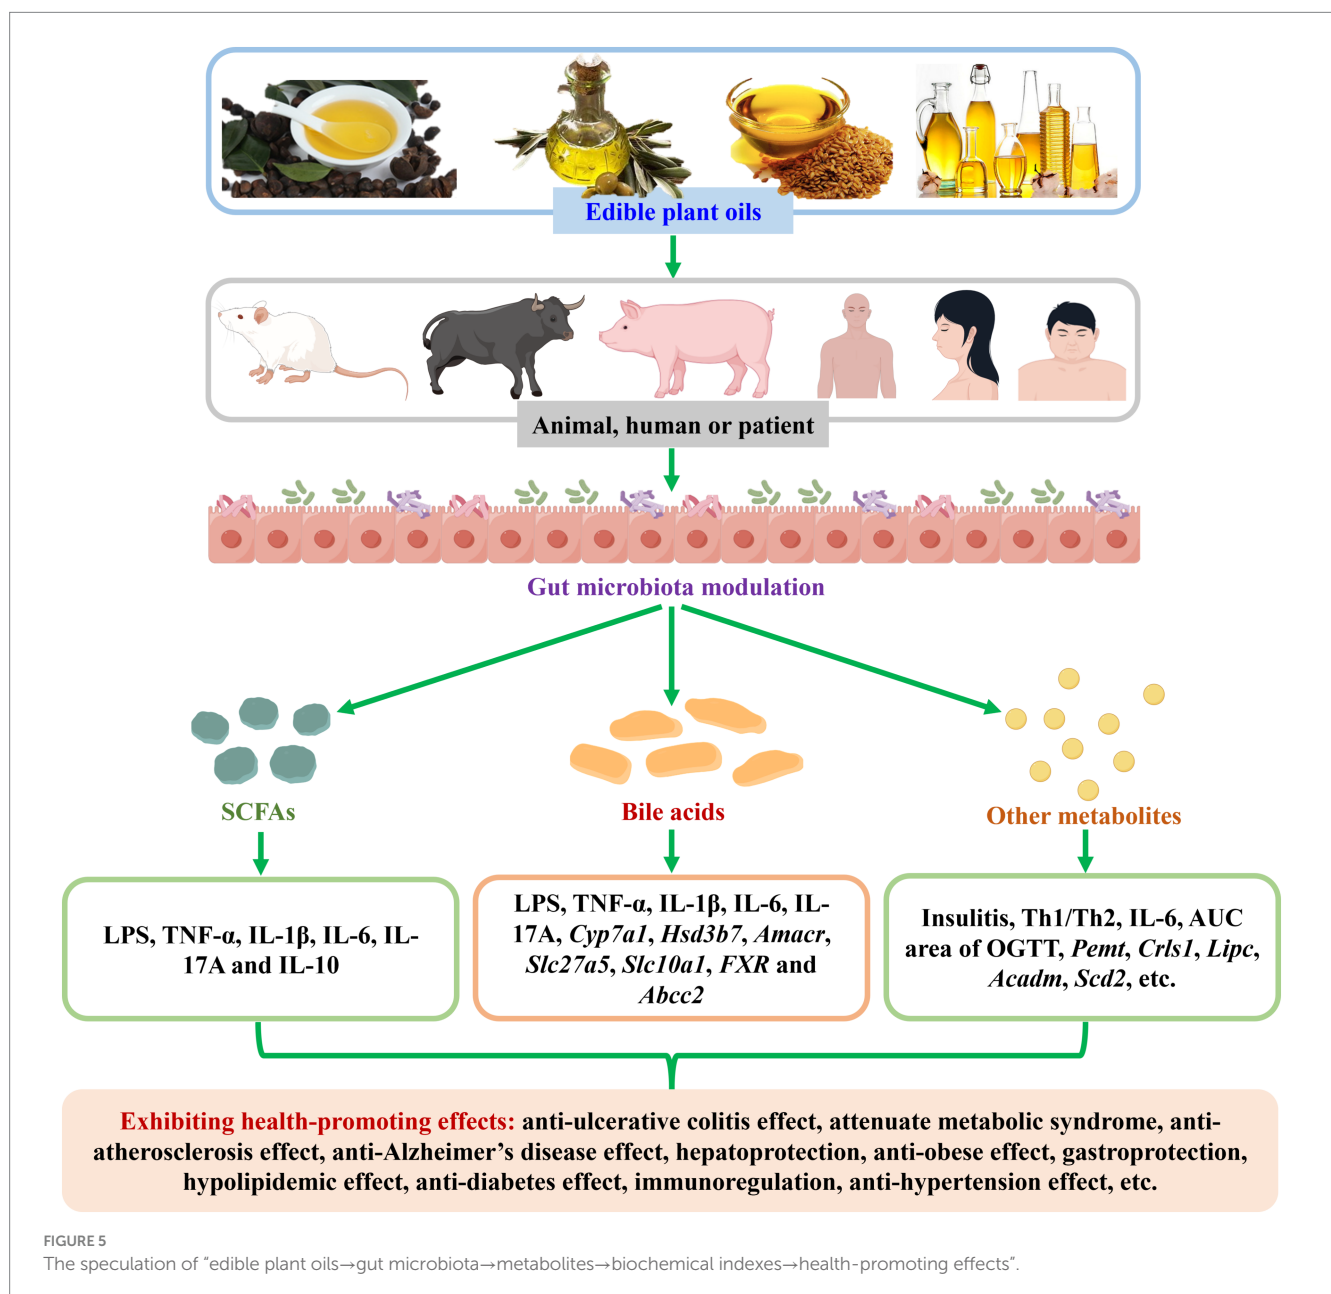 Edible plant oils
Animal, human or patient
Gut microbiota modulation
SCFAs
Bile acids
Other metabolites
LPS, TNF-α, IL-1β, IL-6, IL-
17A and IL-10
LPS, TNF-α, IL-1β, IL-6, IL-
17A, Cyp7a1, Hsd3b7, Amacr,
Slc27a5, Slc10a1, FXR and
Abcc2
Insulitis, Th1/Th2, IL-6, AUC
area of OGTT, Pemt, Crls1, Lipc,
Acadm, Scd2, etc.
Exhibiting health-promoting effects: anti-ulcerative colitis effect, attenuate metabolic syndrome, anti-
atherosclerosis effect, anti-Alzheimer’s disease effect, hepatoprotection, anti-obese effect, gastroprotection,
hypolipidemic effect, anti-diabetes effect, immunoregulation, anti-hypertension effect, etc.
FIGURE 5
The speculation of “edible plant oils→gut microbiota→metabolites→biochemical indexes→health-promoting effects”.